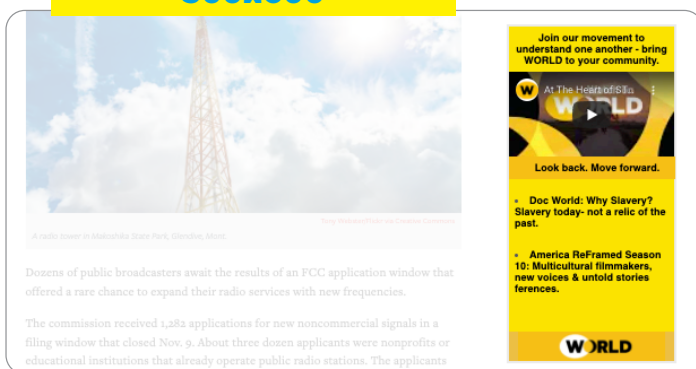 A radio tower in Makoshika State Park, Glendive, Mont.
Dozens of public broadcasters await the results of an FCC application window that
offered a rare chance to expand their radio services with new frequencies.
The commission received 1,282 applications for new noncommercial signals in a
filing window that closed Nov. 9. About three dozen applicants were nonprofits or
educational institutions that already operate public radio stations. The applicants
Join our movement to
understand one another - bring
WORLD to your community.
W
At The Heart of San
WORLD
Look back. Move forward.
▪ Doc World: Why Slavery?
Slavery today- not a relic of the
past.
▪ America ReFramed Season
10: Multicultural filmmakers,
new voices & untold stories
ferences.
WORLD